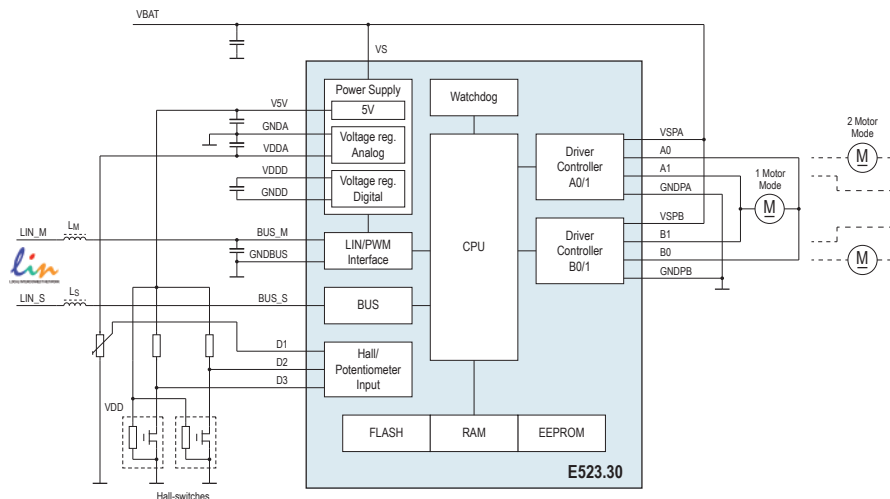 VBAT
VS
Power Supply
5V
Voltage reg.
Analog
Voltage reg.
Digital
Watchdog
V5V
GNDA
VDDA
VDDD
GNDD
Driver
Controller
A0/1
VSPA
A0
A1
GNDPA
2 Motor
Mode
M
1 Motor
Mode
M
LIN_M
LM
BUS_M
GNDBUS
LIN/PWM
Interface
CPU
Driver
Controller
B0/1
VSPB
B1
B0
GNDPB
M
lin
LIN_S
LS
BUS_S
BUS
D1
D2
D3
Hall/
Potentiometer
Input
VDD
FLASH
RAM
EEPROM
E523.30
Hall-switches